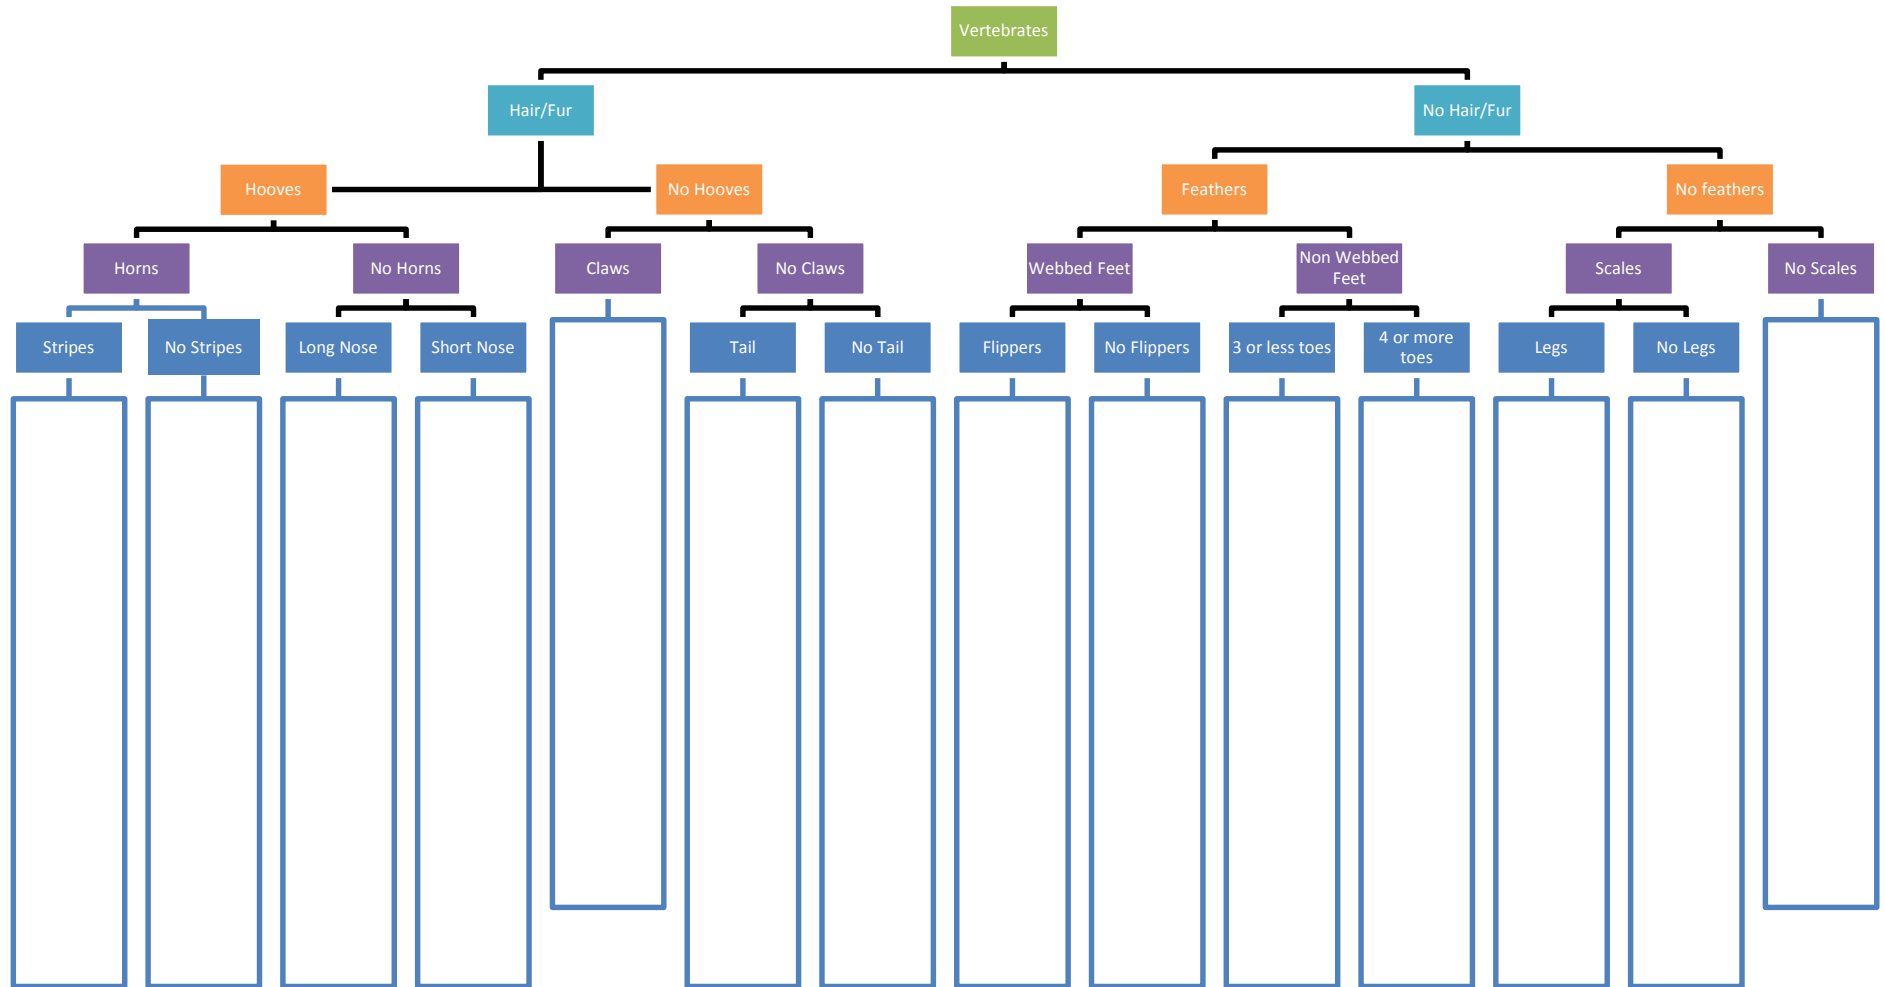 Vertebrates
Hair/Fur
No Hair/Fur
Hooves
No Hooves
Feathers
No feathers
Horns
No Horns
Claws
No Claws
Webbed Feet
Non Webbed
Feet
Scales
No Scales
Stripes
No Stripes
Long Nose
Short Nose
Tail
No Tail
Flippers
No Flippers
3 or less toes
4 or more
toes
Legs
No Legs